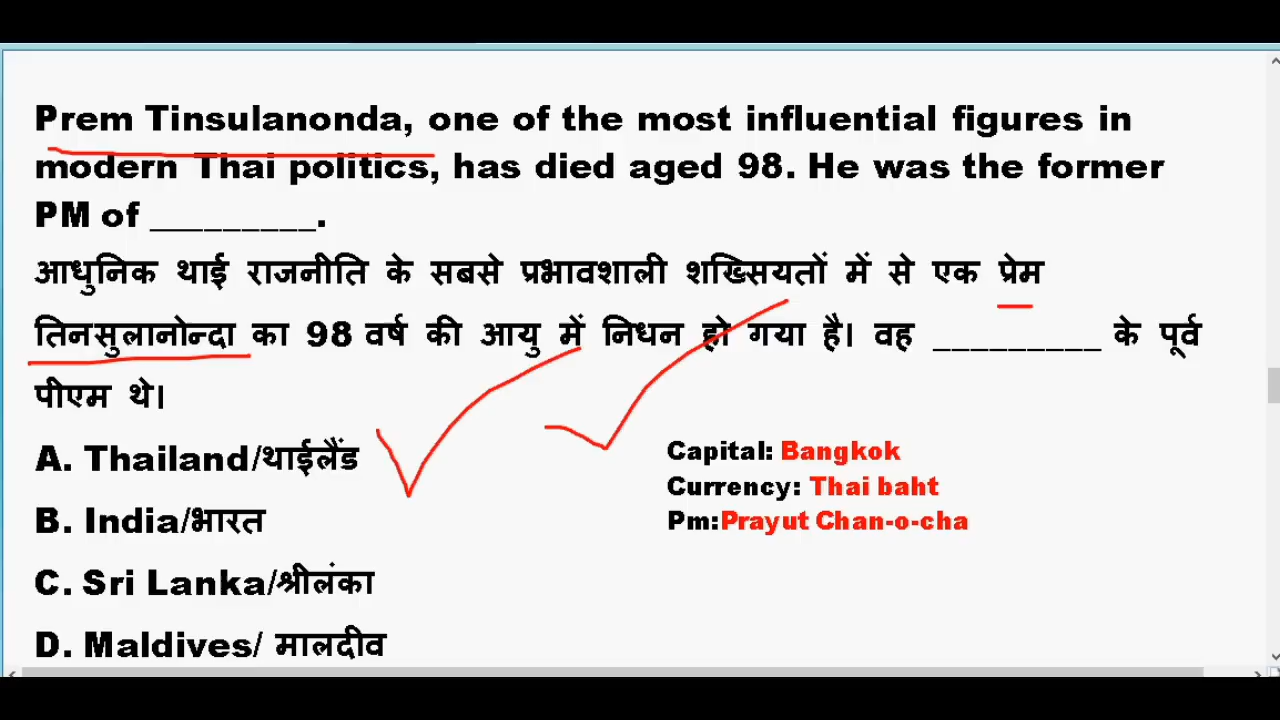 Prem Tinsulanonda, one of the most influential figures in
modern Thai politics, has died aged 98. He was the former
PM of _________.
आधुनिक थाई राजनीति के सबसे प्रभावशाली शख्सियतों में से एक प्रेम
तिनसुलानोन्दा का 98 वर्ष की आयु में निधन हो गया है। वह _________ के पूर्व
पीएम थे।
A. Thailand/थाईलैंड
B. India/भारत
C. Sri Lanka/श्रीलंका
D. Maldives/ मालदीव
Capital: Bangkok
Currency: Thai baht
Pm:Prayut Chan-o-cha